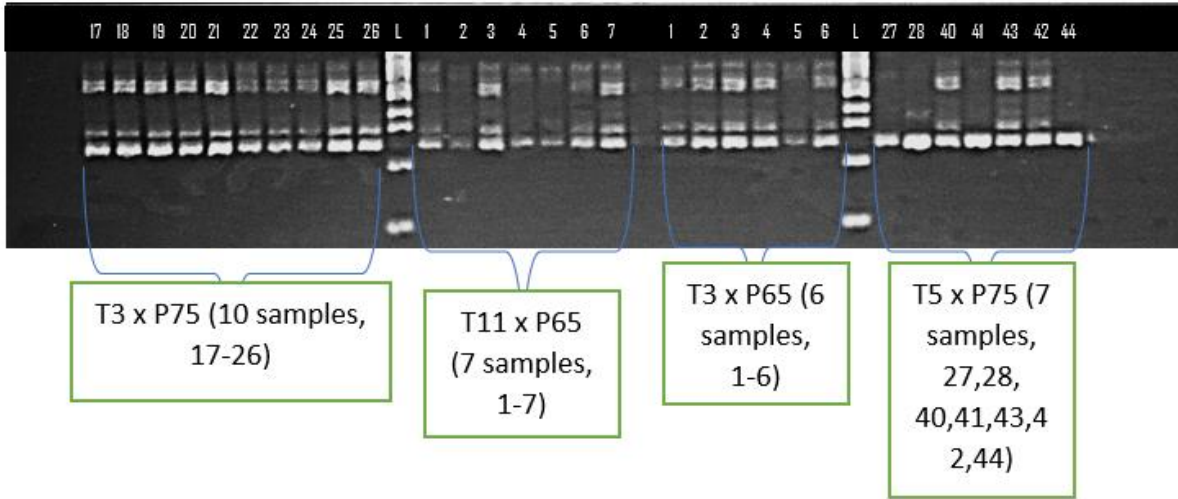 17 18 19 20 21 22 23 24 25 26 L 1 2 3 4 5 6 7 1 2 3 4 5 6 L 27 28 40 41 43 42 44
T3 x P75 (10 samples,
17-26)
T11 x P65
(7 samples,
1-7)
T3 x P65 (6
samples,
1-6)
T5 x P75 (7
samples,
27,28,
40,41,43,4
2,44)